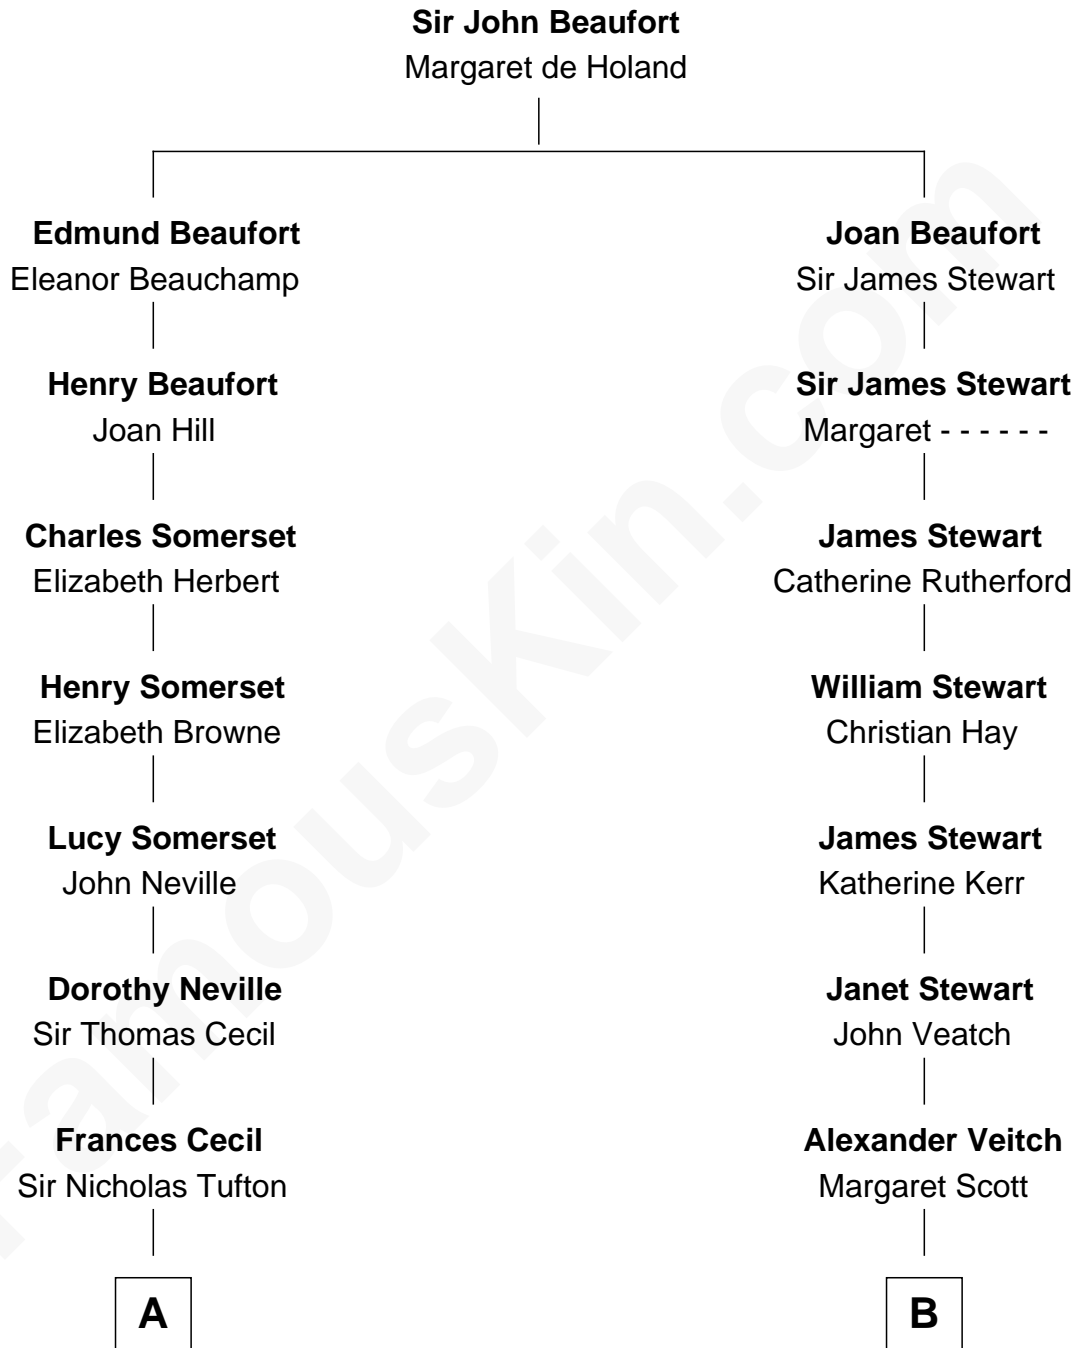 Sir John Beaufort
Margaret de Holand
Edmund Beaufort
Eleanor Beauchamp
Joan Beaufort
Sir James Stewart
Henry Beaufort
Joan Hill
Sir James Stewart
Margaret - - - - - -
Charles Somerset
Elizabeth Herbert
James Stewart
Catherine Rutherford
Henry Somerset
Elizabeth Browne
William Stewart
Christian Hay
Lucy Somerset
John Neville
James Stewart
Katherine Kerr
Dorothy Neville
Sir Thomas Cecil
Janet Stewart
John Veatch
Frances Cecil
Sir Nicholas Tufton
Alexander Veitch
Margaret Scott
A
B
FamousKin.com